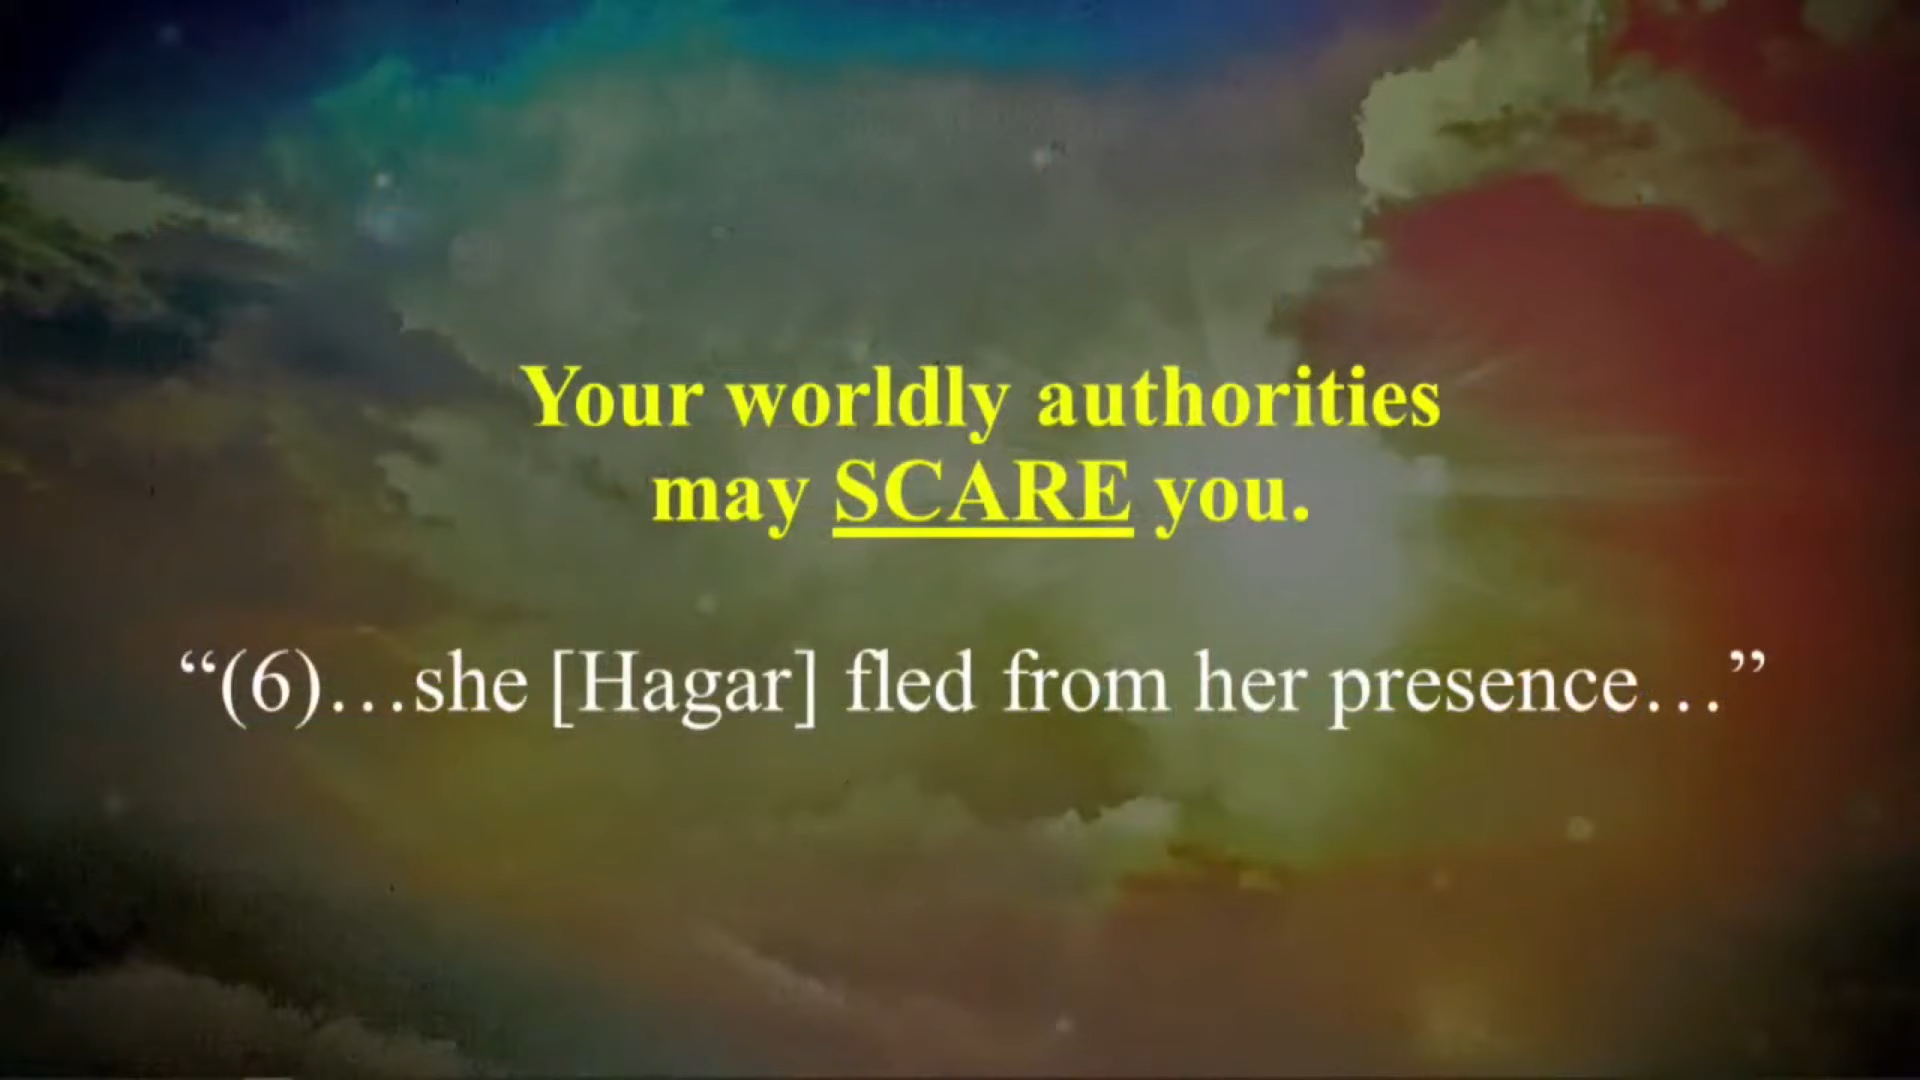 Your worldly authorities
may SCARE you.
“(6)…she [Hagar] fled from her presence…”